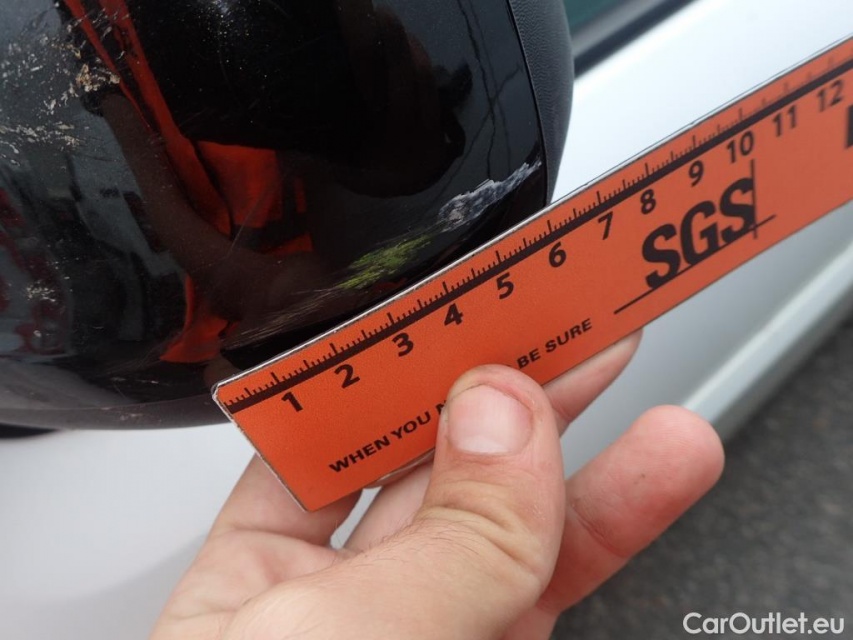 1 2 3 4 5 6 7 8 9 10 11 12
SGS
WHEN YOU BE SURE
CarOutlet.eu